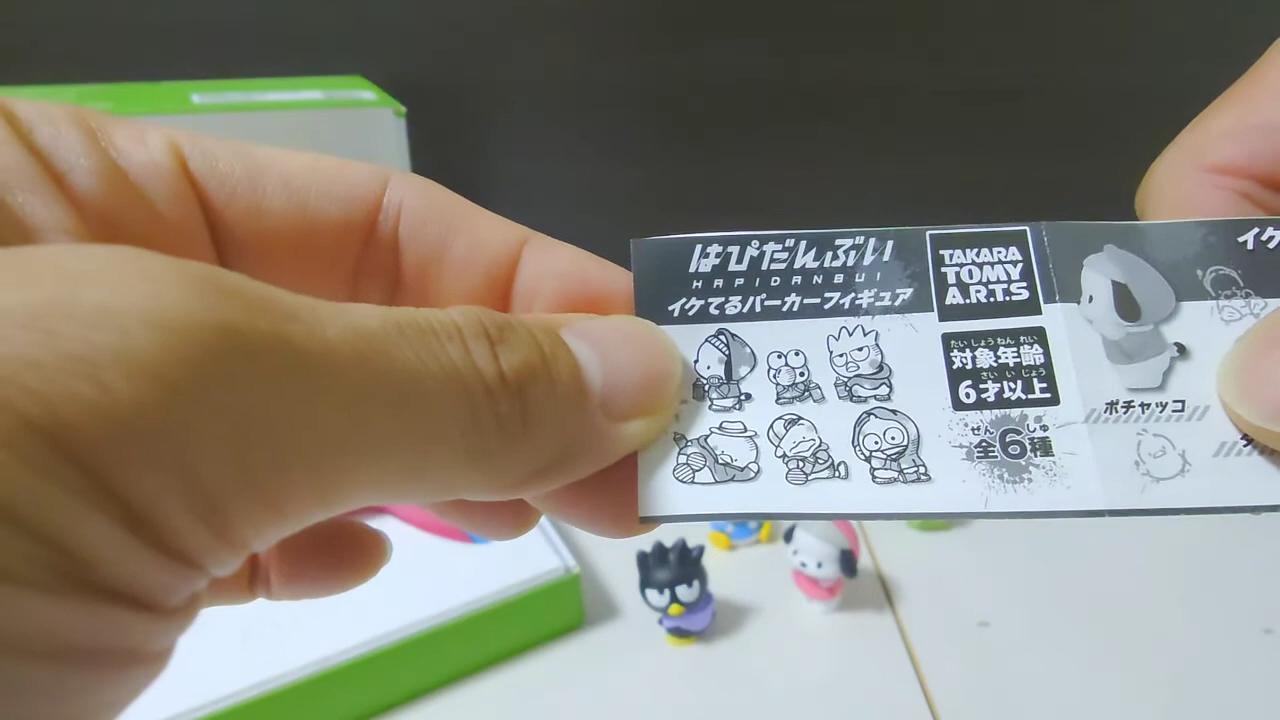 はぴだんぶい
HAPIDANBUI
イケてるパーカーフィギュア
TAKARA
TOMY
A.R.T.S
たいしょうねんれい
対象年齢
さいいじょう
6才以上
ぜん しゅ
全6種
イケ
ポチャッコ